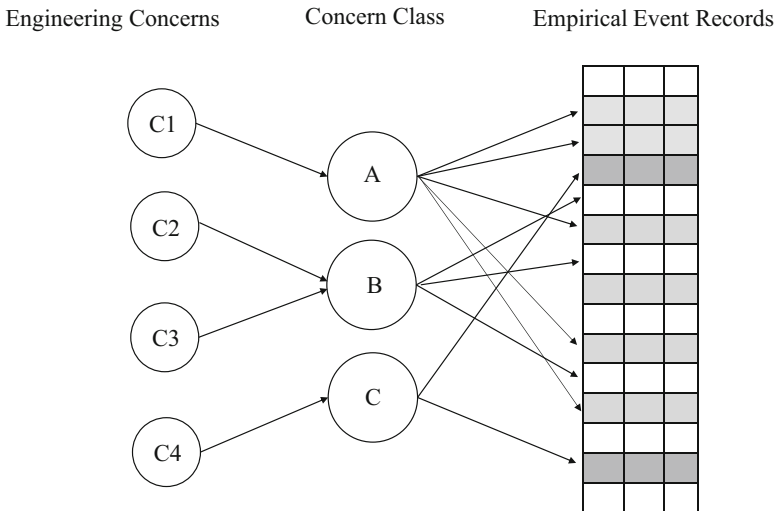 Engineering Concerns
Concern Class
Empirical Event Records
C1
A
C2
B
C3
C
C4